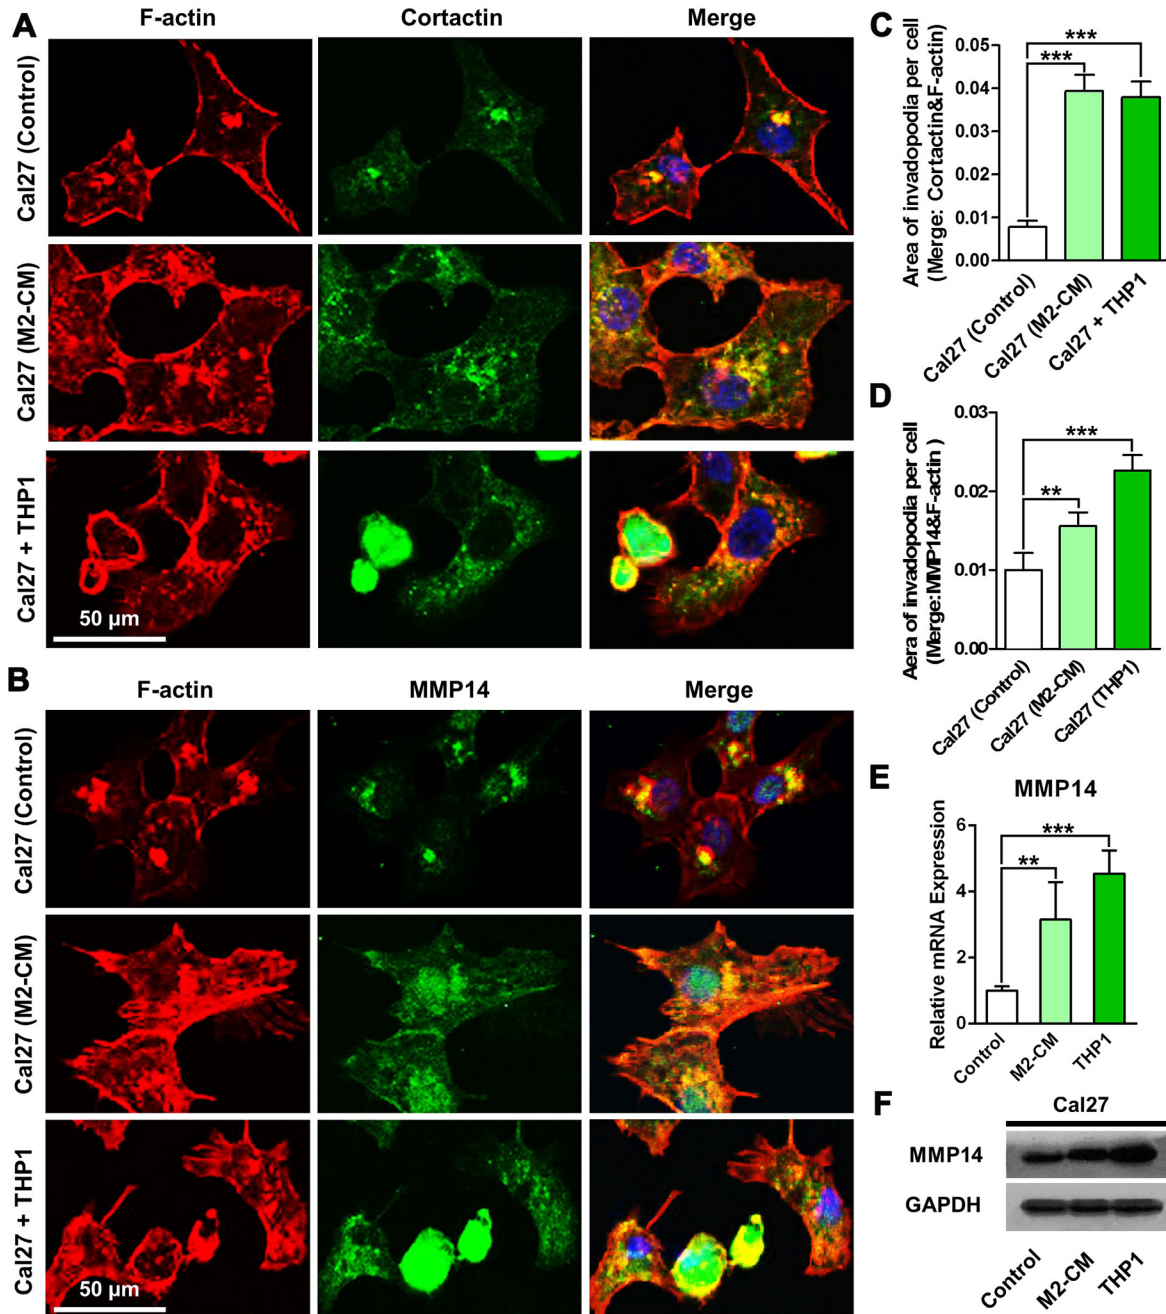 A
F-actin
Cortactin
Merge
Cal27 (Control)
Cal27 (M2-CM)
Cal27 + THP1
50 µm
B
F-actin
MMP14
Merge
Cal27 (Control)
Cal27 (M2-CM)
Cal27 + THP1
50 µm
C
Area of invadopodia per cell
(Merge: Cortactin&F-actin)
0.05
0.04
0.03
0.02
0.01
0.00
***
***
Cal27 (Control)
Cal27 (M2-CM)
Cal27 + THP1
D
Aera of invadopodia per cell
(Merge:MMP14&F-actin )
0.03
0.02
0.01
0.00
***
**
Cal27 (Control)
Cal27 (M2-CM)
Cal27 (THP1)
E
MMP14
Relative mRNA Expression
6
4
2
0
***
**
Control
M2-CM
THP1
F
Cal27
MMP14
GAPDH
Control
M2-CM
THP1